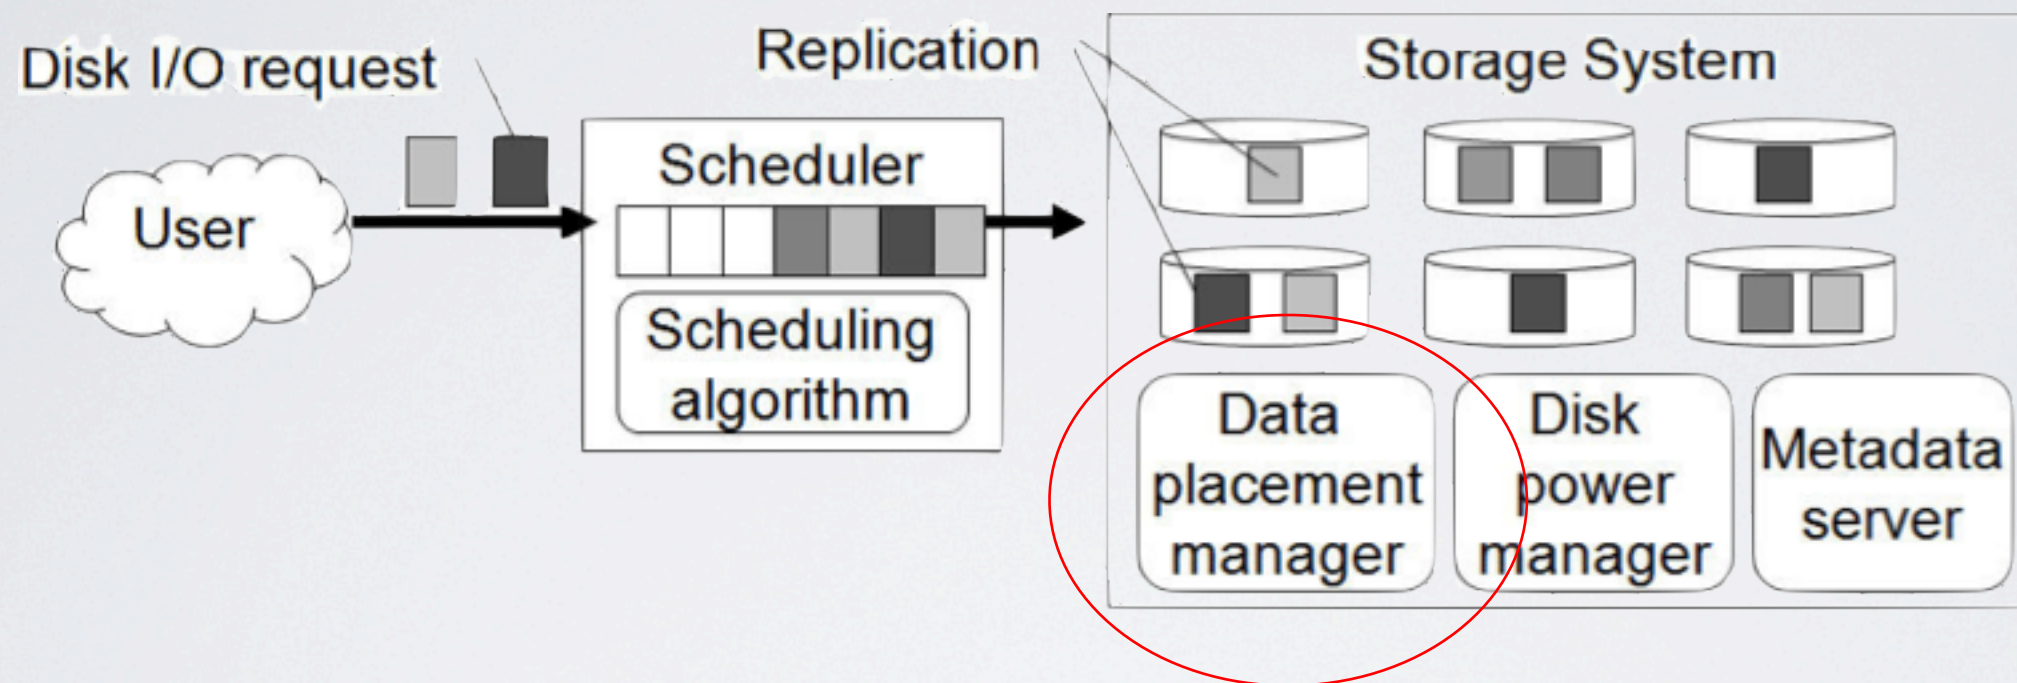 Disk I/O request
Replication
Storage System
User
Scheduler
Scheduling
algorithm
Data
placement
manager
Disk
power
manager
Metadata
server